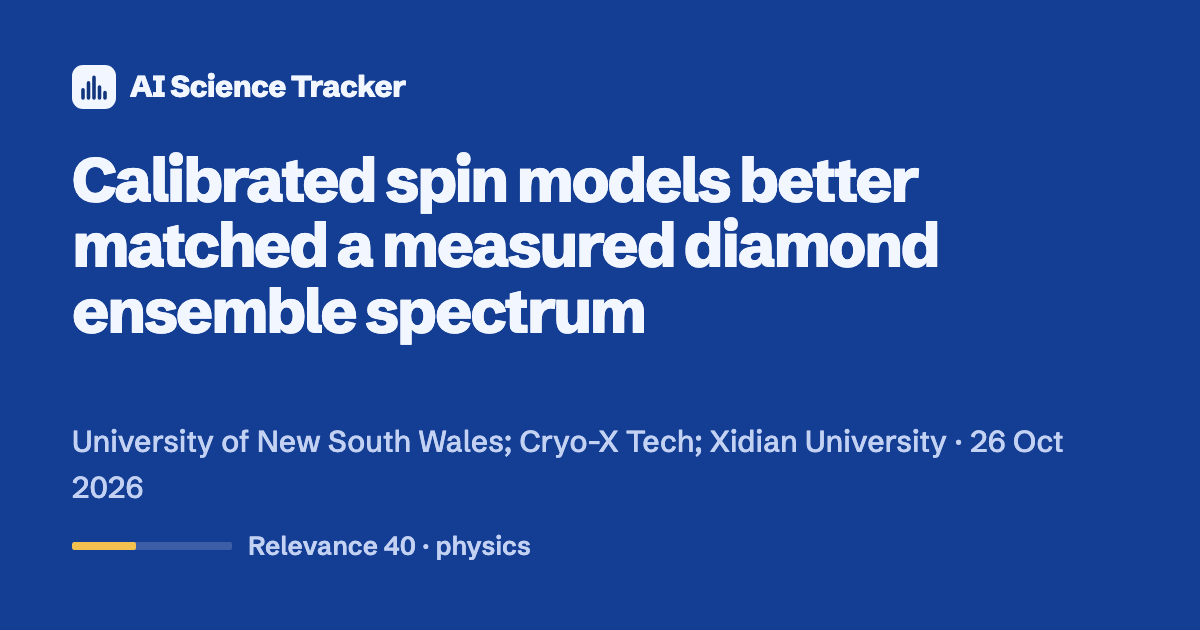 AI Science Tracker
Calibrated spin models better
matched a measured diamond
ensemble spectrum
University of New South Wales; Cryo-X Tech; Xidian University · 26 Oct
2026
Relevance 40 · physics